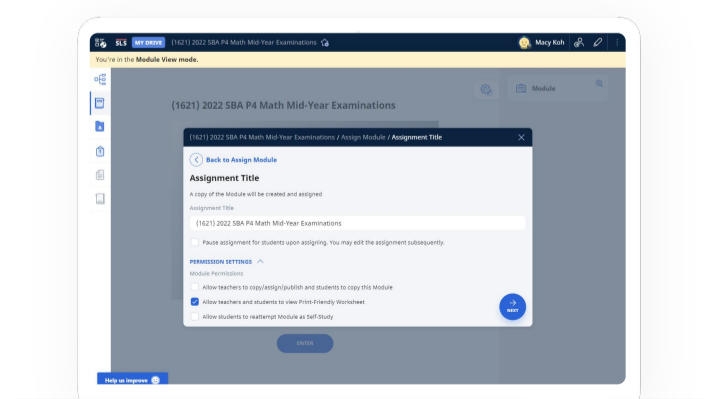 SLS MY DRIVE (1621) 2022 SBA P4 Math Mid-Year Examinations Macy Koh
You're in the Module View mode.
Module
(1621) 2022 SBA P4 Math Mid-Year Examinations
(1621) 2022 SBA P4 Math Mid-Year Examinations / Assign Module / Assignment Title
Back to Assign Module
Assignment Title
A copy of the Module will be created and assigned
Assignment Title
(1621) 2022 SBA P4 Math Mid-Year Examinations
Pause assignment for students upon assigning. You may edit the assignment subsequently.
PERMISSION SETTINGS
Module Permissions
Allow teachers to copy/assign/publish and students to copy this Module
Allow teachers and students to view Print-Friendly Worksheet
Allow students to reattempt Module as Self-Study
NEXT
ENTER
Help us improve